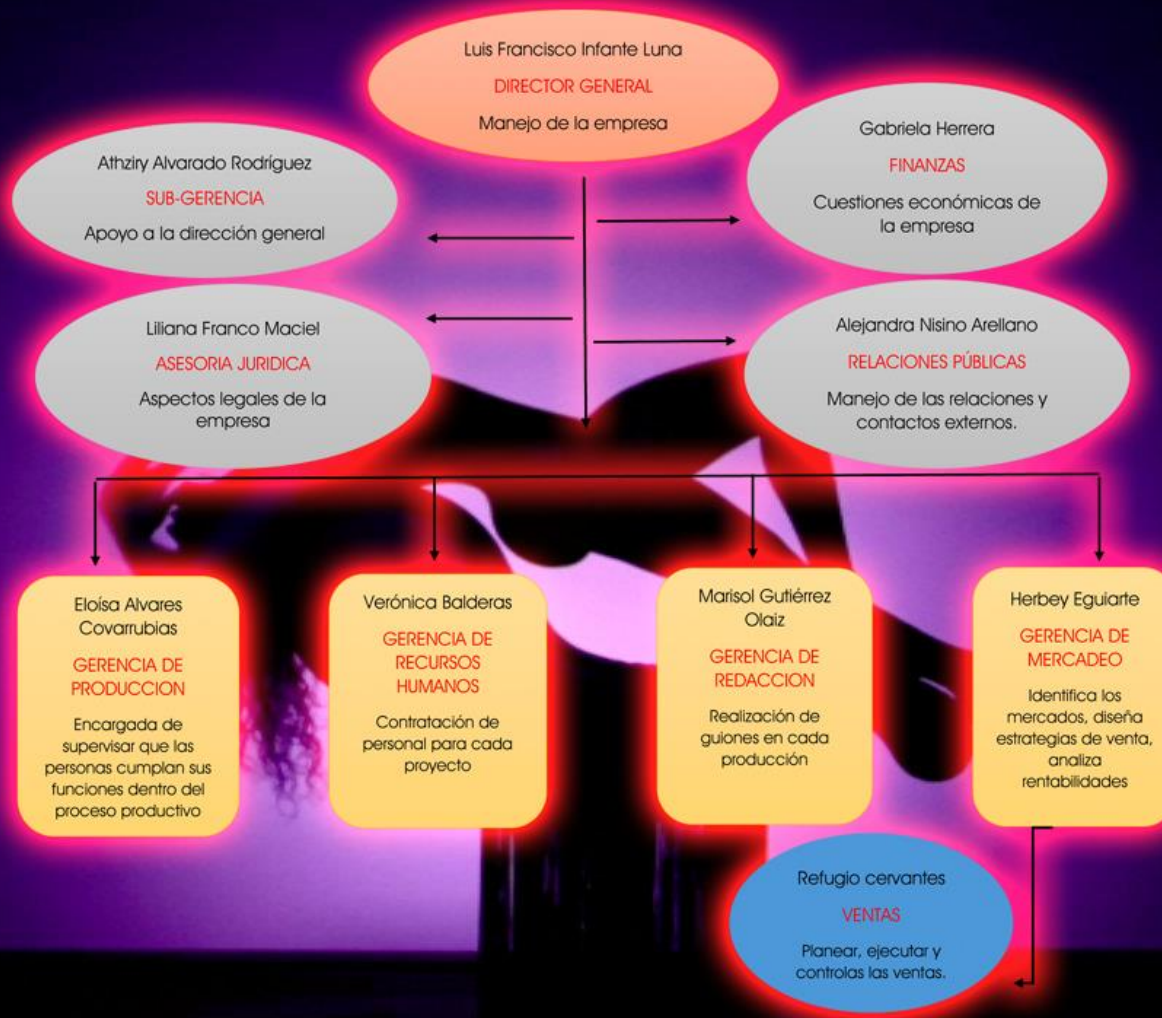 Luis Francisco Infante Luna
DIRECTOR GENERAL
Manejo de la empresa
Athziry Alvarado Rodríguez
SUB-GERENCIA
Apoyo a la dirección general
Gabriela Herrera
FINANZAS
Cuestiones económicas de
la empresa
Liliana Franco Maciel
ASESORIA JURIDICA
Aspectos legales de la
empresa
Alejandra Nisino Arellano
RELACIONES PÚBLICAS
Manejo de las relaciones y
contactos externos.
Eloísa Alvares
Covarrubias
GERENCIA DE
PRODUCCION
Encargada de
supervisar que las
personas cumplan sus
funciones dentro del
proceso productivo
Verónica Balderas
GERENCIA DE
RECURSOS
HUMANOS
Contratación de
personal para cada
proyecto
Marisol Gutiérrez
Olaiz
GERENCIA DE
REDACCION
Realización de
guiones en cada
producción
Herbey Eguiarte
GERENCIA DE
MERCADEO
Identifica los
mercados, diseña
estrategias de venta,
analiza
rentabilidades
Refugio cervantes
VENTAS
Planear, ejecutar y
controlas las ventas.